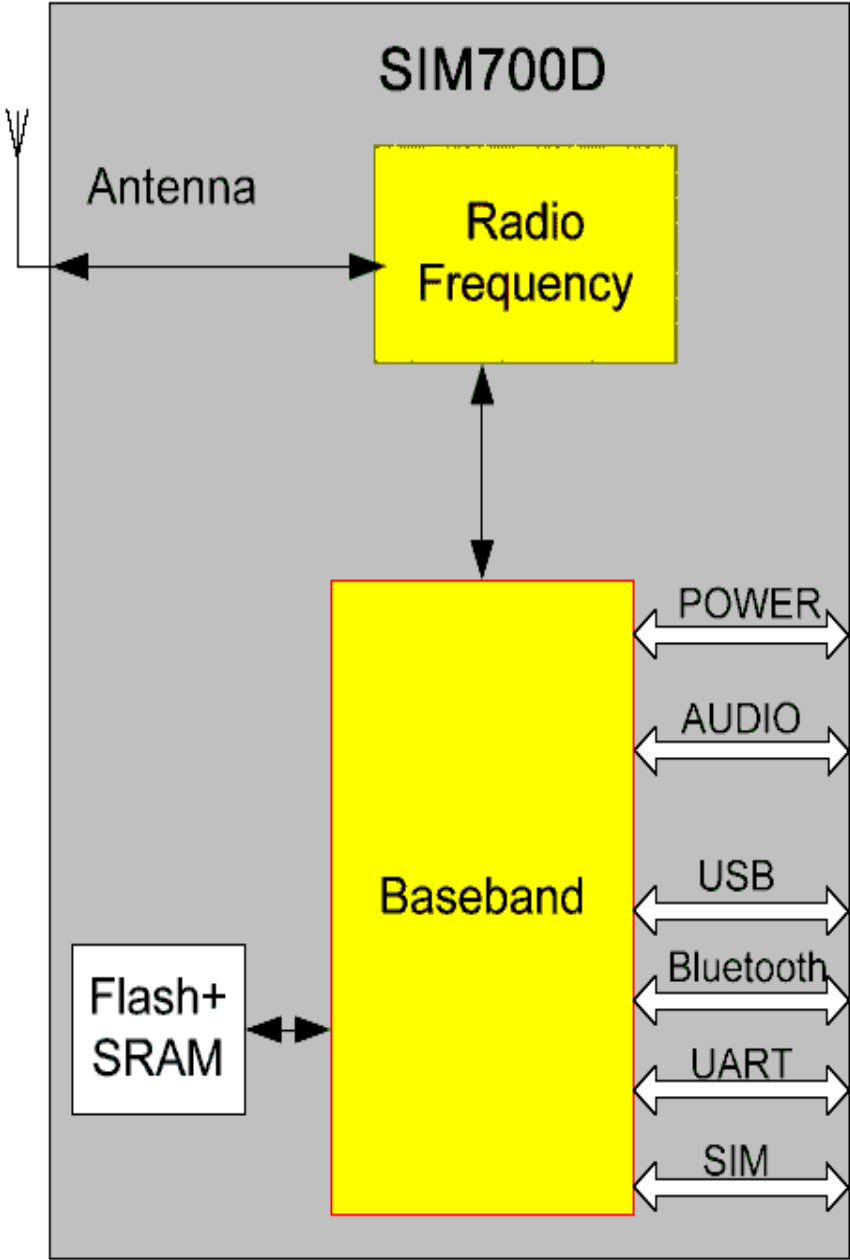 SIM700D
Antenna
Radio
Frequency
POWER
AUDIO
USB
Baseband
Bluetooth
Flash+
SRAM
UART
SIM